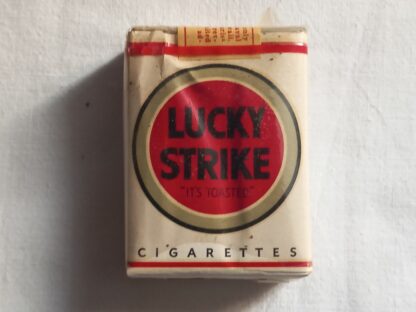 LUCKY
STRIKE
"IT'S TOASTED"
CIGARETTES